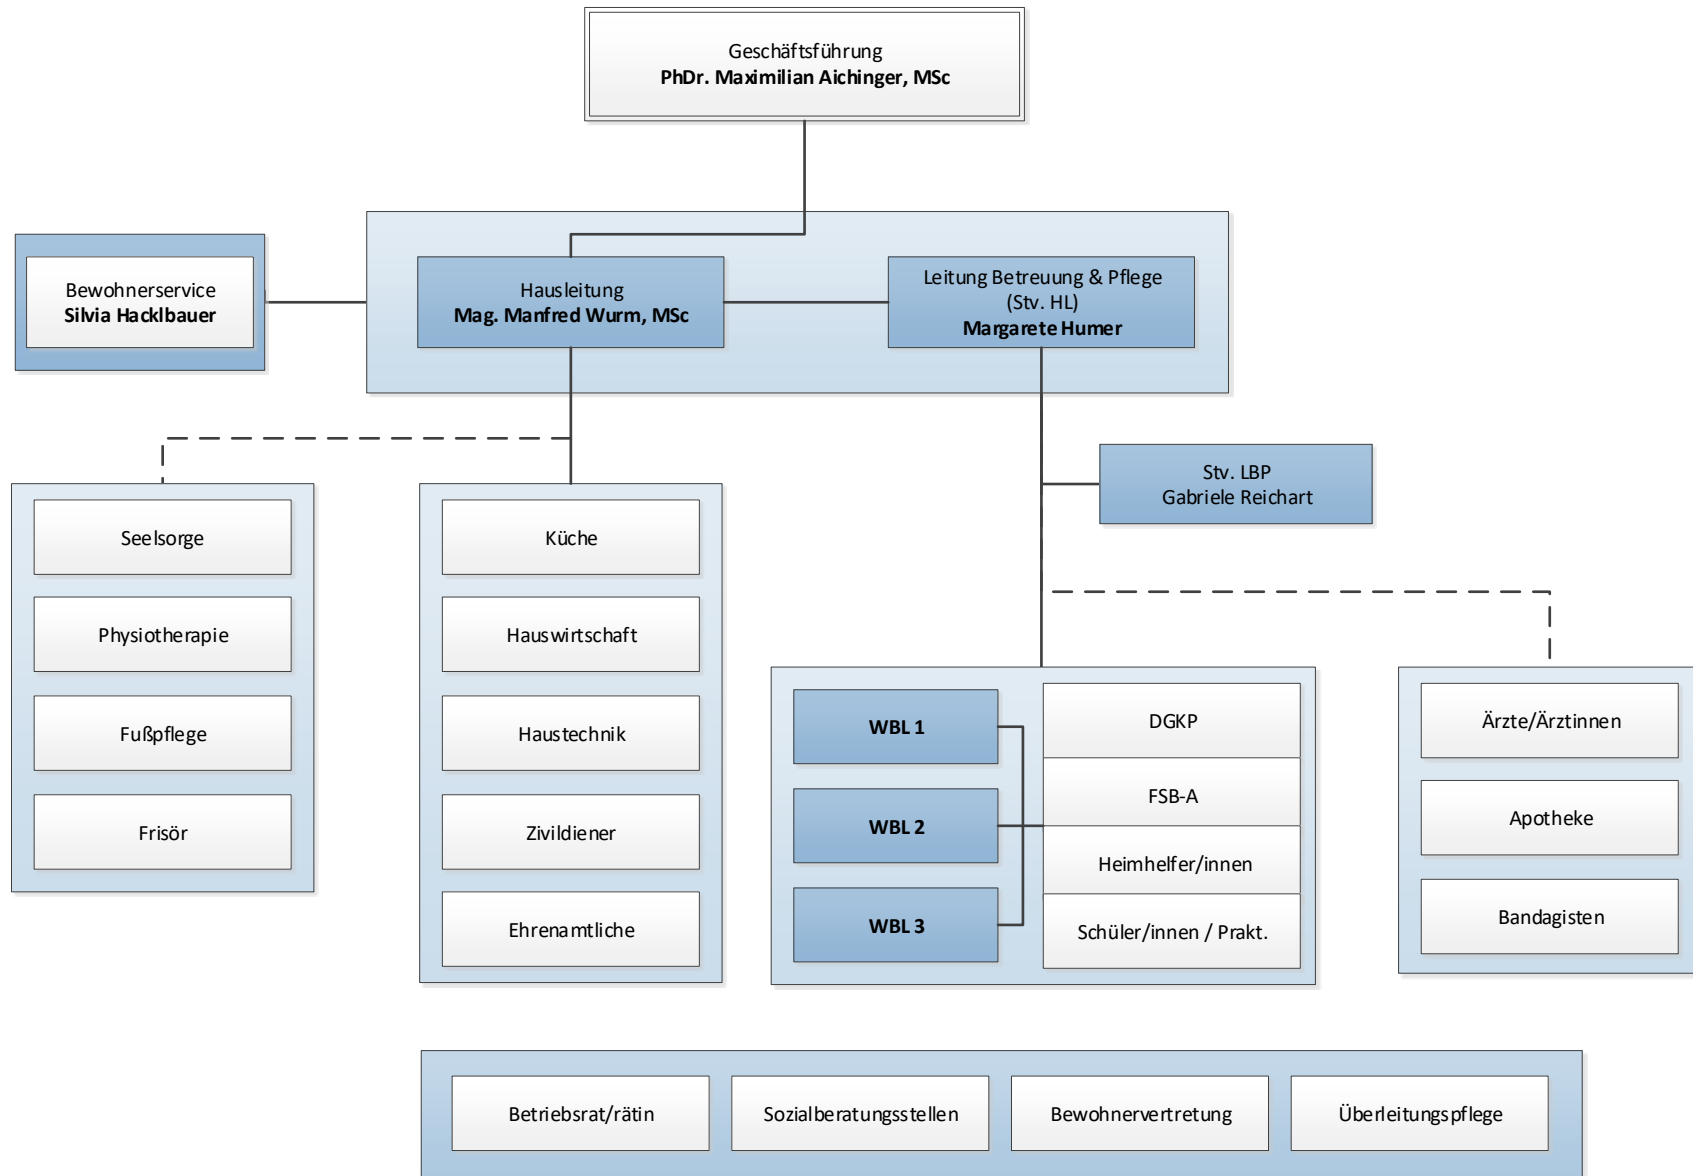 Geschäftsführung
PhDr. Maximilian Aichinger, MSc
Bewohnerservice
Silvia Hacklbauer
Hausleitung
Mag. Manfred Wurm, MSc
Leitung Betreuung & Pflege
(Stv. HL)
Margarete Humer
Stv. LBP
Gabriele Reichart
Seelsorge
Physiotherapie
Fußpflege
Frisör
Küche
Hauswirtschaft
Haustechnik
Zivildiener
Ehrenamtliche
WBL 1
WBL 2
WBL 3
DGKP
FSB-A
Heimhelfer/innen
Schüler/innen / Prakt.
Ärzte/Ärztinnen
Apotheke
Bandagisten
Betriebsrat/rätin
Sozialberatungsstellen
Bewohnervertretung
Überleitungspflege